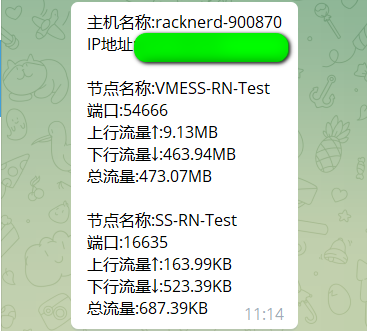 主机名称:racknerd-900870
IP地址
节点名称:VMESS-RN-Test
端口:54666
上行流量↑:9.13MB
下行流量↓:463.94MB
总流量:473.07MB
节点名称:SS-RN-Test
端口:16635
上行流量↑:163.99KB
下行流量↓:523.39KB
总流量:687.39KB
11:14